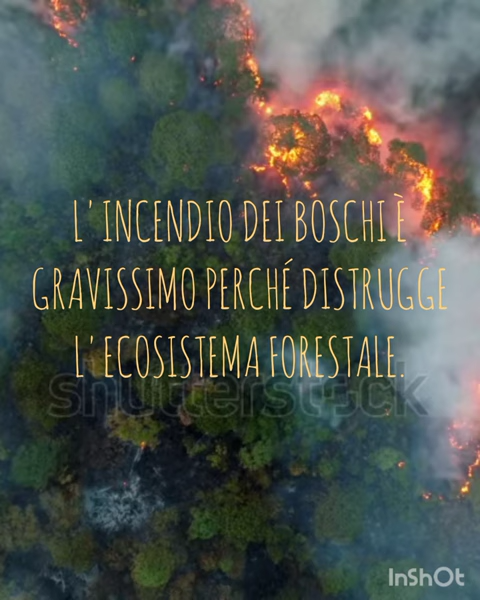 L'INCENDIO DEI BOSCHI È
GRAVISSIMO PERCHÉ DISTRUGGE
L'ECOSISTEMA FORESTALE.
shutterstock
InShOt